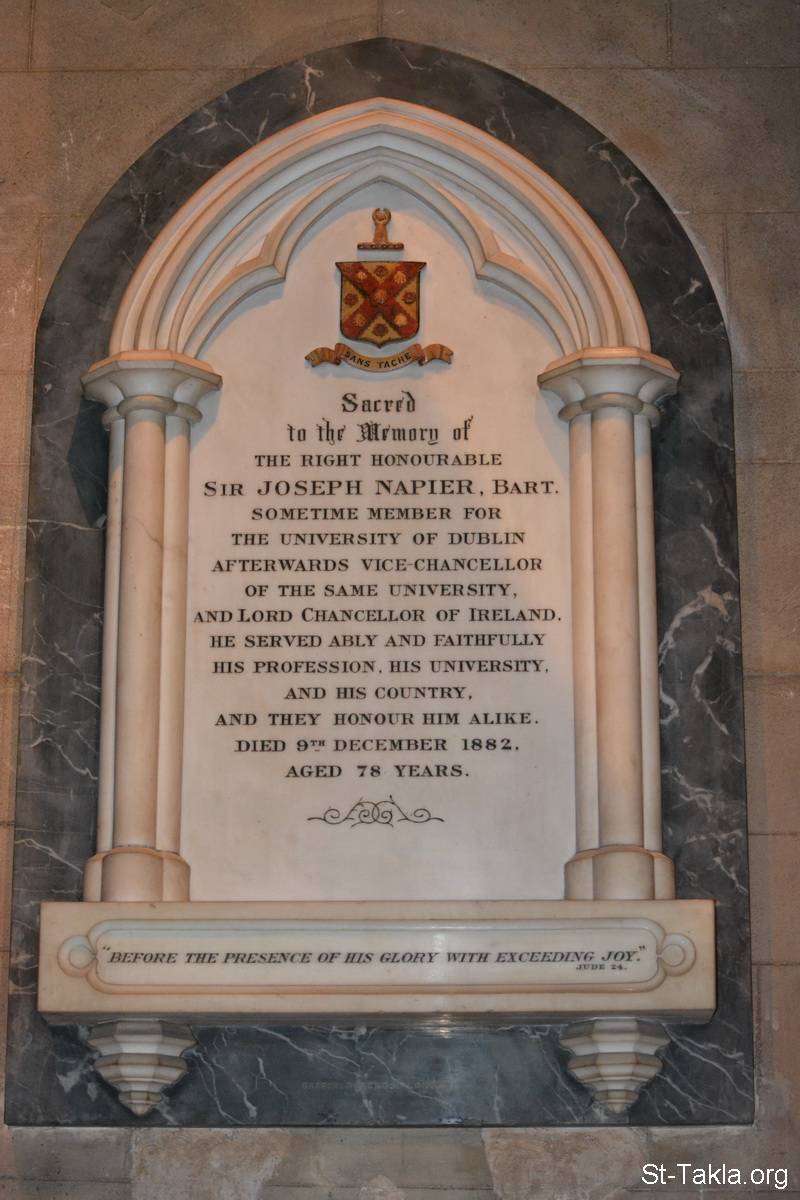 SANS TACHE
Sacred
to the Memory of
THE RIGHT HONOURABLE
SIR JOSEPH NAPIER, BART.
SOMETIME MEMBER FOR
THE UNIVERSITY OF DUBLIN
AFTERWARDS VICE-CHANCELLOR
OF THE SAME UNIVERSITY,
AND LORD CHANCELLOR OF IRELAND.
HE SERVED ABLY AND FAITHFULLY
HIS PROFESSION, HIS UNIVERSITY,
AND HIS COUNTRY,
AND THEY HONOUR HIM ALIKE.
DIED 9TH DECEMBER 1882,
AGED 78 YEARS.
"BEFORE THE PRESENCE OF HIS GLORY WITH EXCEEDING JOY."
JUDE 24.
St-Takla.org